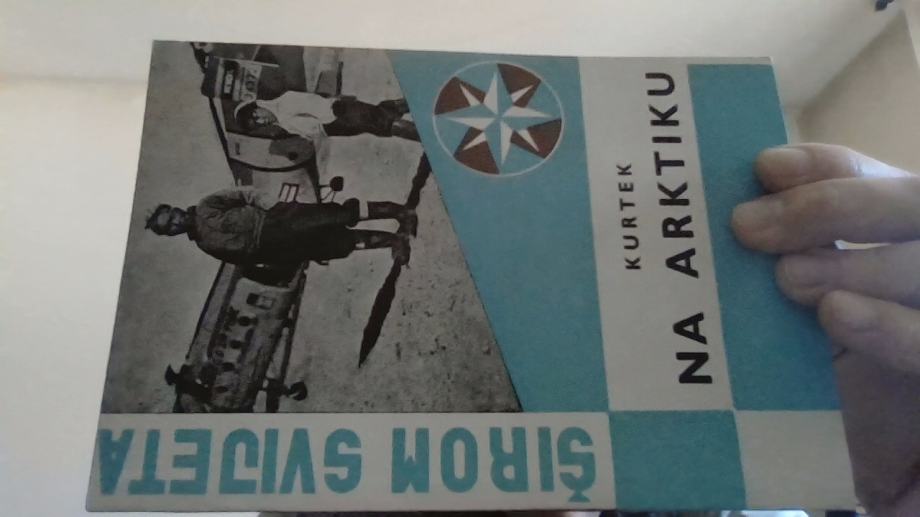 KURTEK
NA ARKTIKU
ŠIROM SVIJETA